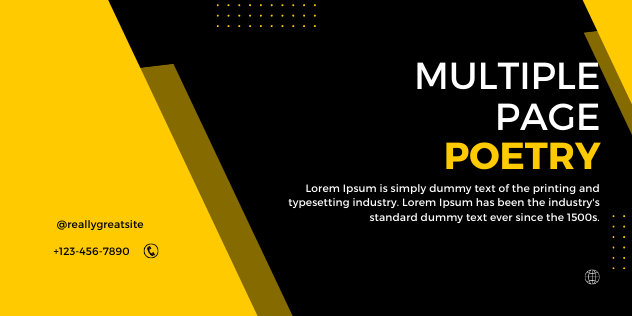 MULTIPLE
PAGE
POETRY
Lorem Ipsum is simply dummy text of the printing and
typesetting industry. Lorem Ipsum has been the industry's
standard dummy text ever since the 1500s.
@reallygreatsite
+123-456-7890